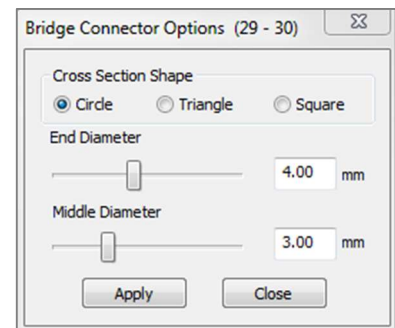 Bridge Connector Options (29 - 30)
Cross Section Shape
Circle Triangle Square
End Diameter
4.00 mm
Middle Diameter
3.00 mm
Apply Close